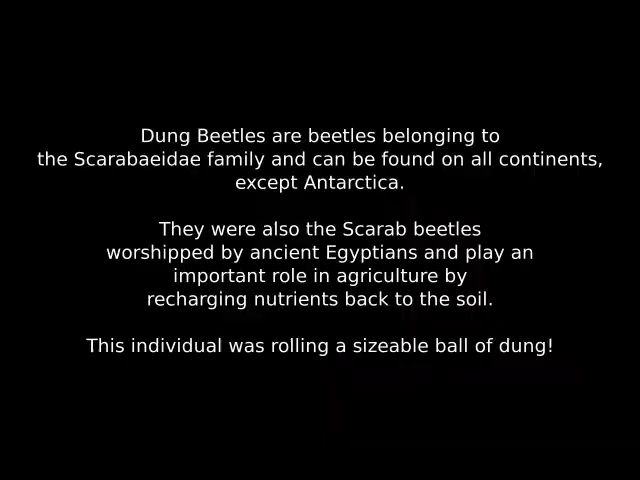 Dung Beetles are beetles belonging to
the Scarabaeidae family and can be found on all continents,
except Antarctica.
They were also the Scarab beetles
worshipped by ancient Egyptians and play an
important role in agriculture by
recharging nutrients back to the soil.
This individual was rolling a sizeable ball of dung!